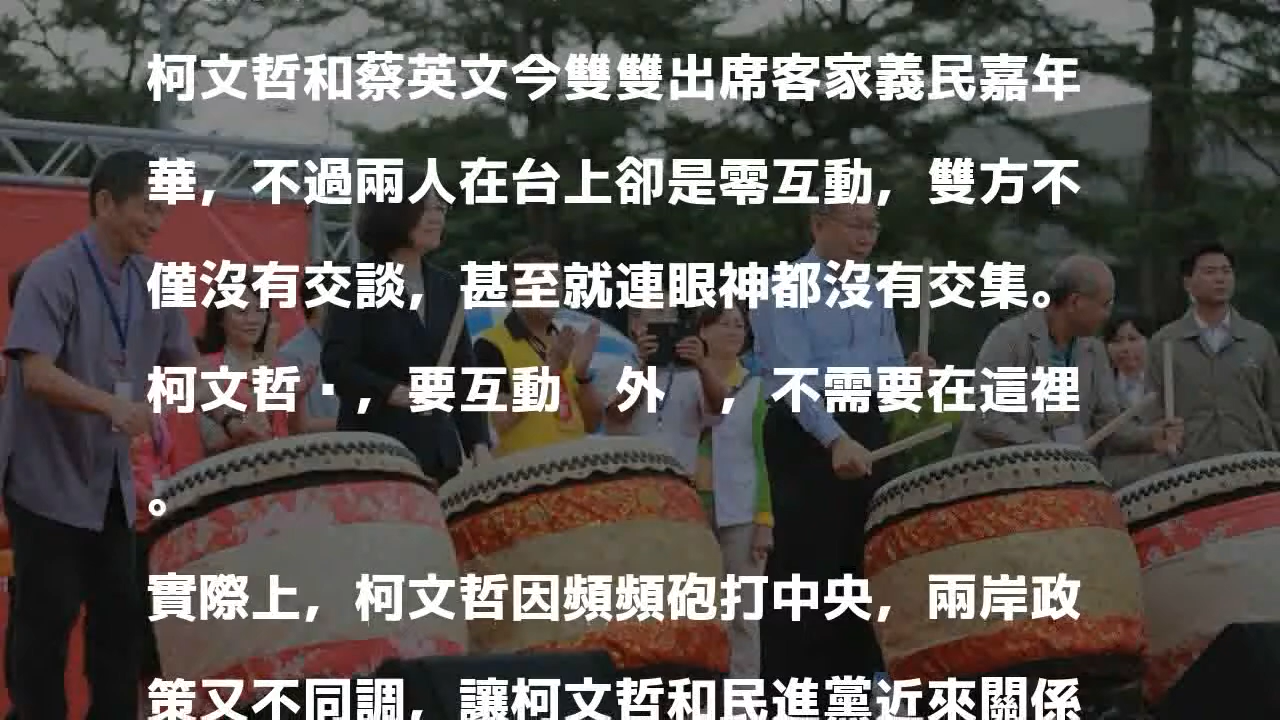 柯文哲和蔡英文今雙雙出席客家義民嘉年
華，不過兩人在台上卻是零互動，雙方不
僅沒有交談，甚至就連眼神都沒有交集。
柯文哲·，要互動　外　，不需要在這裡
。
實際上，柯文哲因頻頻砲打中央，兩岸政
策又不同調，讓柯文哲和民進黨近來關係